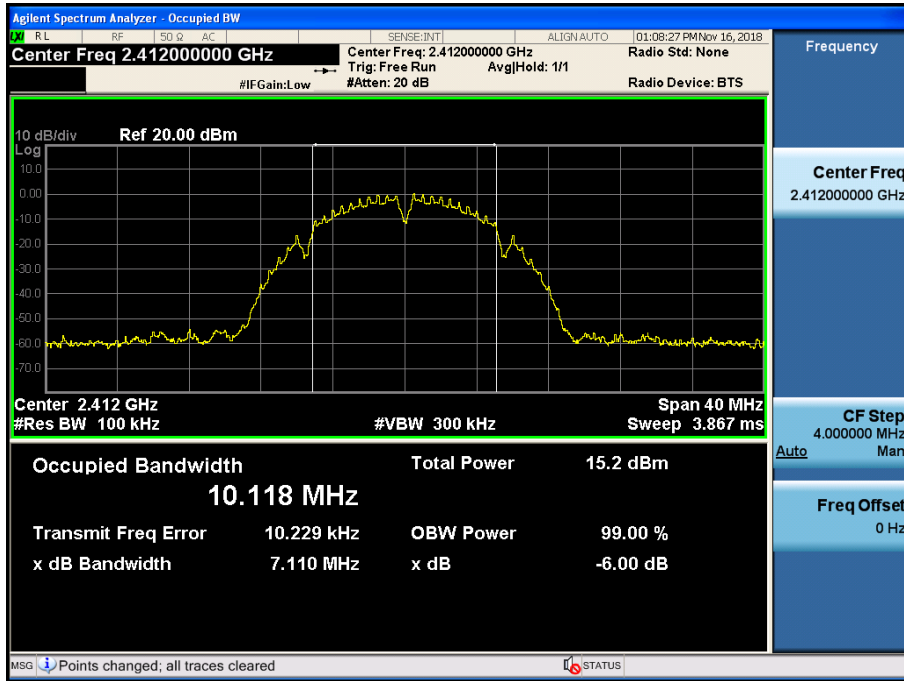 Agilent Spectrum Analyzer - Occupied BW
LXI RL RF 50 Ω AC SENSE:INT ALIGN AUTO 01:08:27 PM Nov 16, 2018
Center Freq 2.412000000 GHz
Center Freq: 2.412000000 GHz
Radio Std: None
Trig: Free Run Avg|Hold: 1/1
#IFGain:Low
#Atten: 20 dB
Radio Device: BTS
10 dB/div Ref 20.00 dBm
Log
10.0
0.00
-10.0
-20.0
-30.0
-40.0
-50.0
-60.0
-70.0
Center 2.412 GHz Span 40 MHz
#Res BW 100 kHz #VBW 300 kHz Sweep 3.867 ms
Occupied Bandwidth Total Power 15.2 dBm
10.118 MHz
Transmit Freq Error 10.229 kHz OBW Power 99.00 %
x dB Bandwidth 7.110 MHz x dB -6.00 dB
Frequency
Center Freq
2.412000000 GHz
CF Step
4.000000 MHz
Auto Man
Freq Offset
0 Hz
MSG Points changed; all traces cleared STATUS